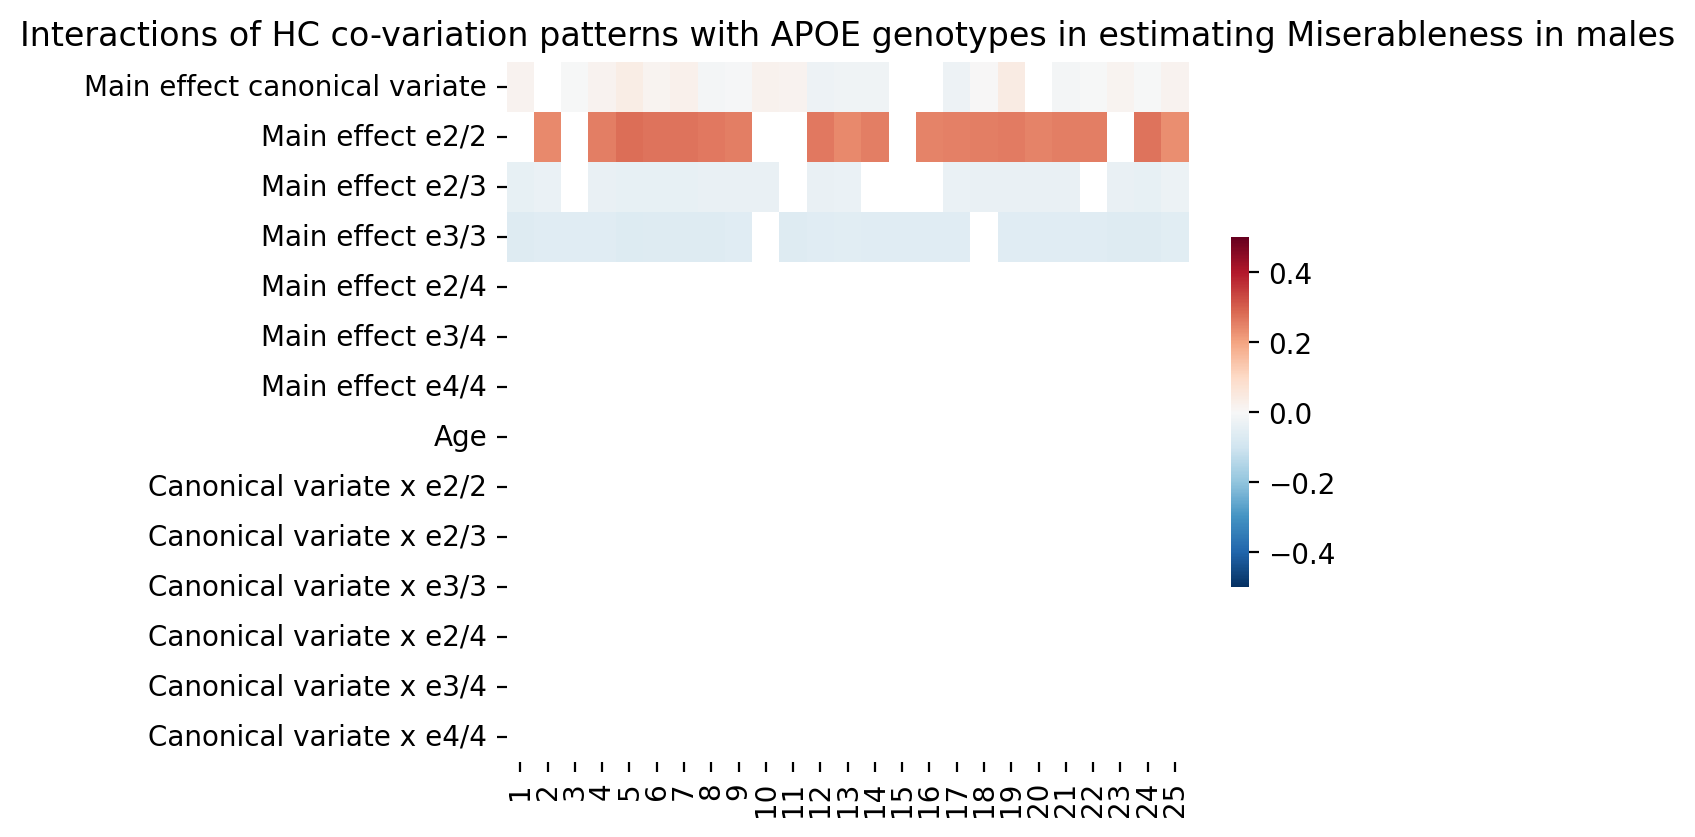 Interactions of HC co-variation patterns with APOE genotypes in estimating Miserableness in males
Main effect canonical variate
Main effect e2/2
Main effect e2/3
Main effect e3/3
Main effect e2/4
Main effect e3/4
Main effect e4/4
Age
Canonical variate x e2/2
Canonical variate x e2/3
Canonical variate x e3/3
Canonical variate x e2/4
Canonical variate x e3/4
Canonical variate x e4/4
1 2 3 4 5 6 7 8 9 10 11 12 13 14 15 16 17 18 19 20 21 22 23 24 25
0.4
0.2
0.0
−0.2
−0.4